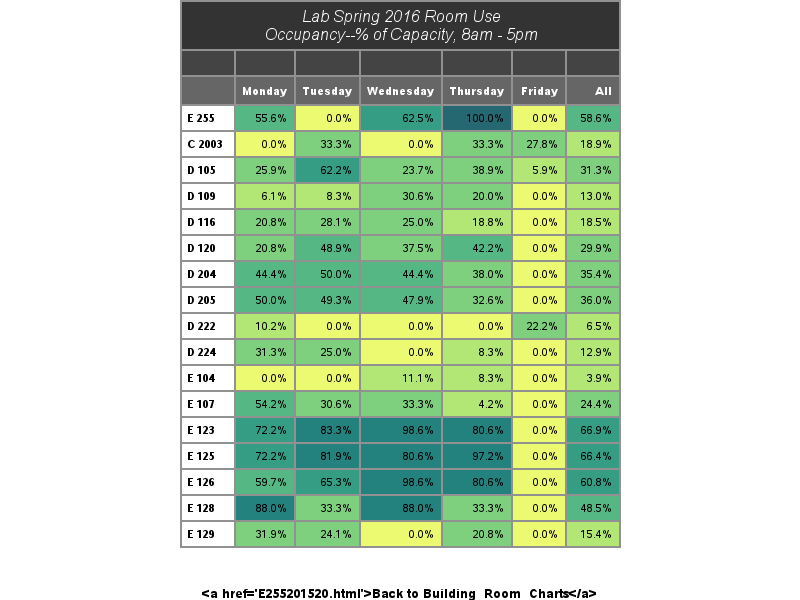 Lab Spring 2016 Room Use
Occupancy--% of Capacity, 8am - 5pm
Monday Tuesday Wednesday Thursday Friday All
E 255 55.6% 0.0% 62.5% 100.0% 0.0% 58.6%
C 2003 0.0% 33.3% 0.0% 33.3% 27.8% 18.9%
D 105 25.9% 62.2% 23.7% 38.9% 5.9% 31.3%
D 109 6.1% 8.3% 30.6% 20.0% 0.0% 13.0%
D 116 20.8% 28.1% 25.0% 18.8% 0.0% 18.5%
D 120 20.8% 48.9% 37.5% 42.2% 0.0% 29.9%
D 204 44.4% 50.0% 44.4% 38.0% 0.0% 35.4%
D 205 50.0% 49.3% 47.9% 32.6% 0.0% 36.0%
D 222 10.2% 0.0% 0.0% 0.0% 22.2% 6.5%
D 224 31.3% 25.0% 0.0% 8.3% 0.0% 12.9%
E 104 0.0% 0.0% 11.1% 8.3% 0.0% 3.9%
E 107 54.2% 30.6% 33.3% 4.2% 0.0% 24.4%
E 123 72.2% 83.3% 98.6% 80.6% 0.0% 66.9%
E 125 72.2% 81.9% 80.6% 97.2% 0.0% 66.4%
E 126 59.7% 65.3% 98.6% 80.6% 0.0% 60.8%
E 128 88.0% 33.3% 88.0% 33.3% 0.0% 48.5%
E 129 31.9% 24.1% 0.0% 20.8% 0.0% 15.4%
<a href='E255201520.html'>Back to Building_Room_Charts</a>